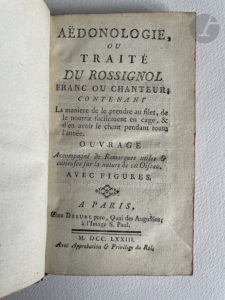 AËDONOLOGIE,
OU
TRAITÉ
DU ROSSIGNOL
FRANC OU CHANTEUR;
CONTENANT
La maniere de le prendre au filet, de
le nourrir facilement en cage, &
d'en avoir le chant pendant toute
l'année.
OUVRAGE
Accompagné de Remarques utiles &
curieuses sur la nature de cet Oiseau.
AVEC FIGURES.
A PARIS,
Chez DEBURE pere, Quai des Augustins,
à l'Image S. Paul.
M. DCC. LXXIII.
Avec Approbation & Privilege du Roi.